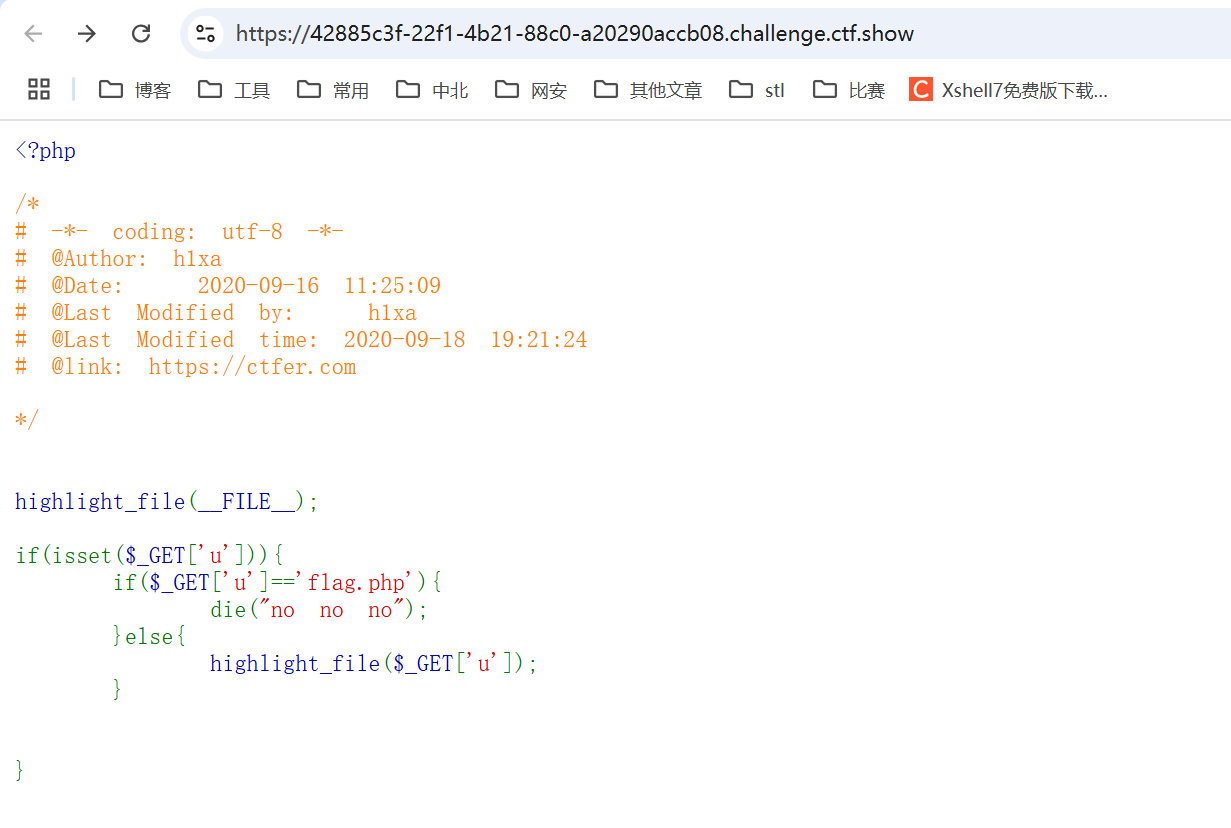 https://42885c3f-22f1-4b21-88c0-a20290accb08.challenge.ctf.show
博客 工具 常用 中北 网安 其他文章 stl 比赛 C Xshell7免费版下载...
<?php
/*
# -*- coding: utf-8 -*-
# @Author: h1xa
# @Date:   2020-09-16 11:25:09
# @Last Modified by:   h1xa
# @Last Modified time: 2020-09-18 19:21:24
# @link: https://ctfer.com
*/
highlight_file(__FILE__);
if(isset($_GET['u'])){
        if($_GET['u']=='flag.php'){
                die("no no no");
        }else{
                highlight_file($_GET['u']);
        }
}